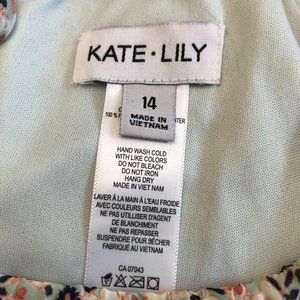 KATE · LILY
14
MADE IN
VIETNAM
100 %
HAND WASH COLD
WITH LIKE COLORS
DO NOT BLEACH
DO NOT IRON
HANG DRY
MADE IN VIET NAM
LAVER À LA MAIN À L'EAU FROIDE
AVEC COULEURS SEMBLABLES
NE PAS UTILISER D'AGENT
DE BLANCHIMENT
NE PAS REPASSER
SUSPENDRE POUR SÉCHER
FABRIQUÉ AU VIETNAM
CA 07043